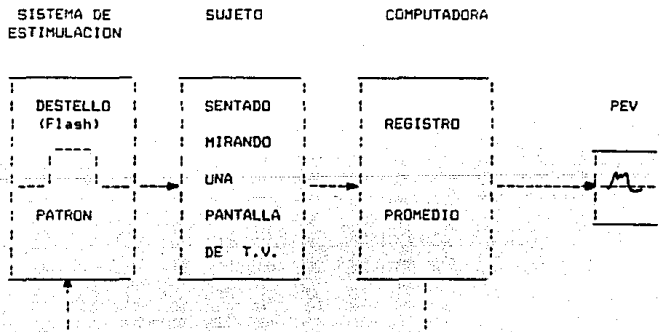 SISTEMA DE
ESTIMULACION
SUJETO
COMPUTADORA
DESTELLO
(Flash)
PATRON
SENTADO
MIRANDO
UNA
PANTALLA
DE T.V.
REGISTRO
PROMEDIO
PEV